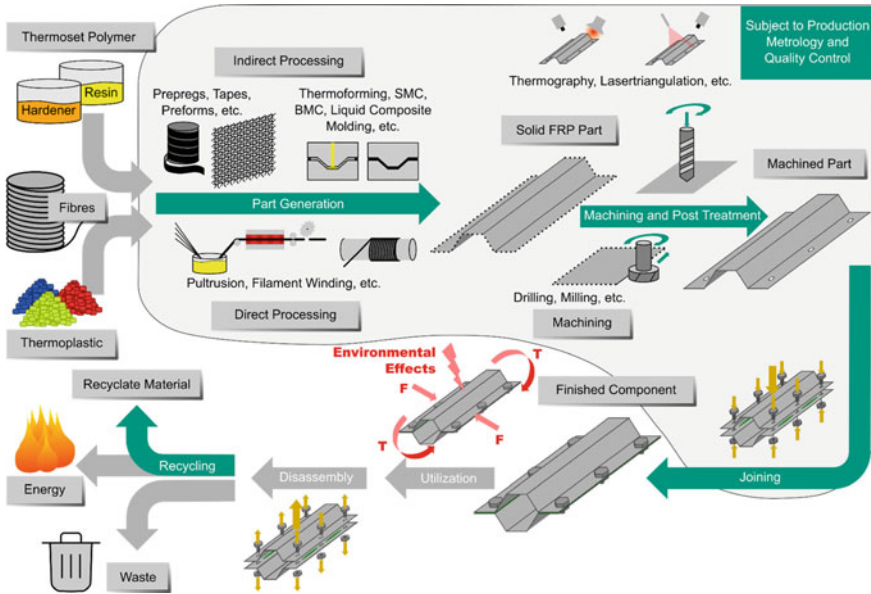 Thermoset Polymer
Resin
Hardener
Fibres
Thermoplastic
Indirect Processing
Prepregs, Tapes,
Preforms, etc.
Thermoforming, SMC,
BMC, Liquid Composite
Molding, etc.
Part Generation
Pultrusion, Filament Winding, etc.
Direct Processing
Thermography, Lasertriangulation, etc.
Subject to Production
Metrology and
Quality Control
Solid FRP Part
Machined Part
Machining and Post Treatment
Drilling, Milling, etc.
Machining
Joining
Finished Component
Environmental
Effects
T
F
T
F
Utilization
Disassembly
Recycling
Recyclate Material
Energy
Waste